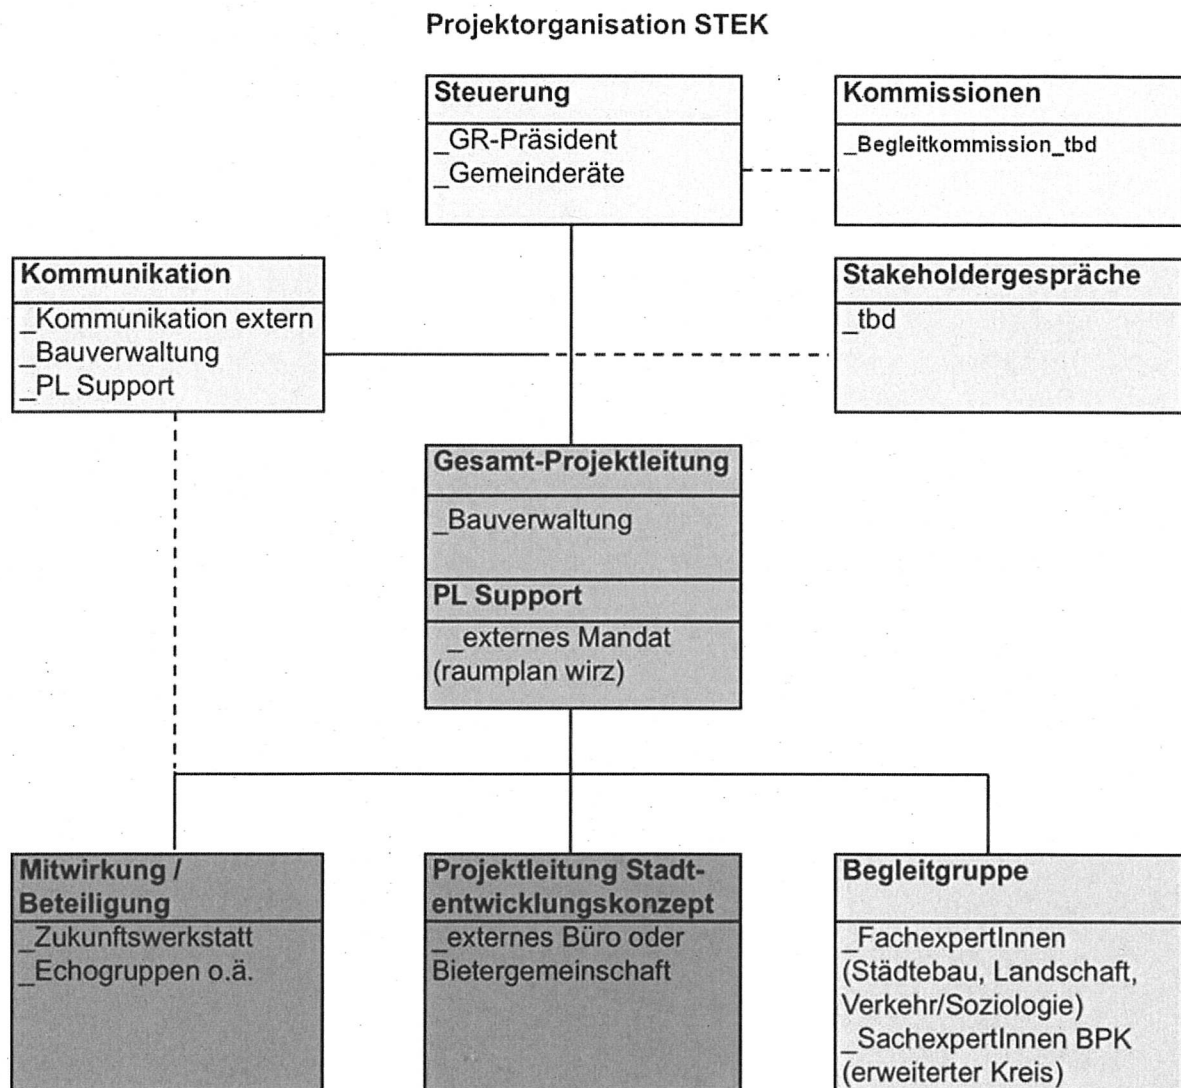 Projektorganisation STEK
Steuerung
_GR-Präsident
_Gemeinderäte
Kommissionen
_Begleitkommission_tbd
Kommunikation
_Kommunikation extern
_Bauverwaltung
_PL Support
Stakeholdergespräche
_tbd
Gesamt-Projektleitung
_Bauverwaltung
PL Support
_externes Mandat
(raumplan wirz)
Mitwirkung /
Beteiligung
_Zukunftswerkstatt
_Echogruppen o.ä.
Projektleitung Stadt-
entwicklungskonzept
_externes Büro oder
Bietergemeinschaft
Begleitgruppe
_FachexpertInnen
(Städtebau, Landschaft,
Verkehr/Soziologie)
_SachexpertInnen BPK
(erweiterter Kreis)